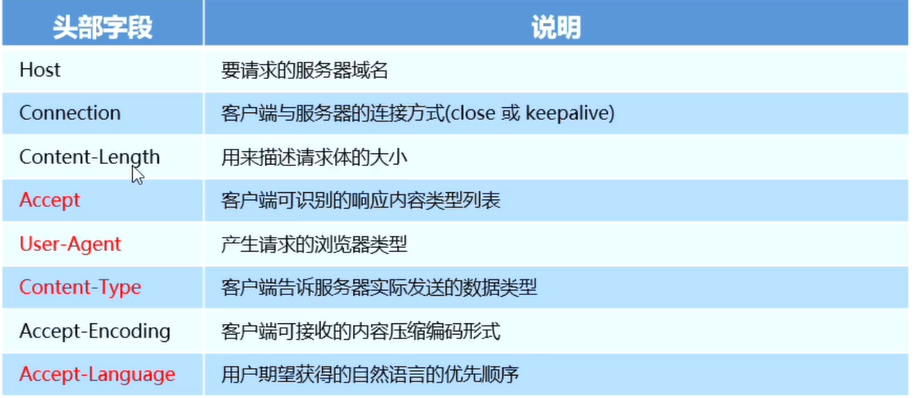 头部字段 说明
Host 要请求的服务器域名
Connection 客户端与服务器的连接方式(close 或 keepalive)
Content-Length 用来描述请求体的大小
Accept 客户端可识别的响应内容类型列表
User-Agent 产生请求的浏览器类型
Content-Type 客户端告诉服务器实际发送的数据类型
Accept-Encoding 客户端可接收的内容压缩编码形式
Accept-Language 用户期望获得的自然语言的优先顺序